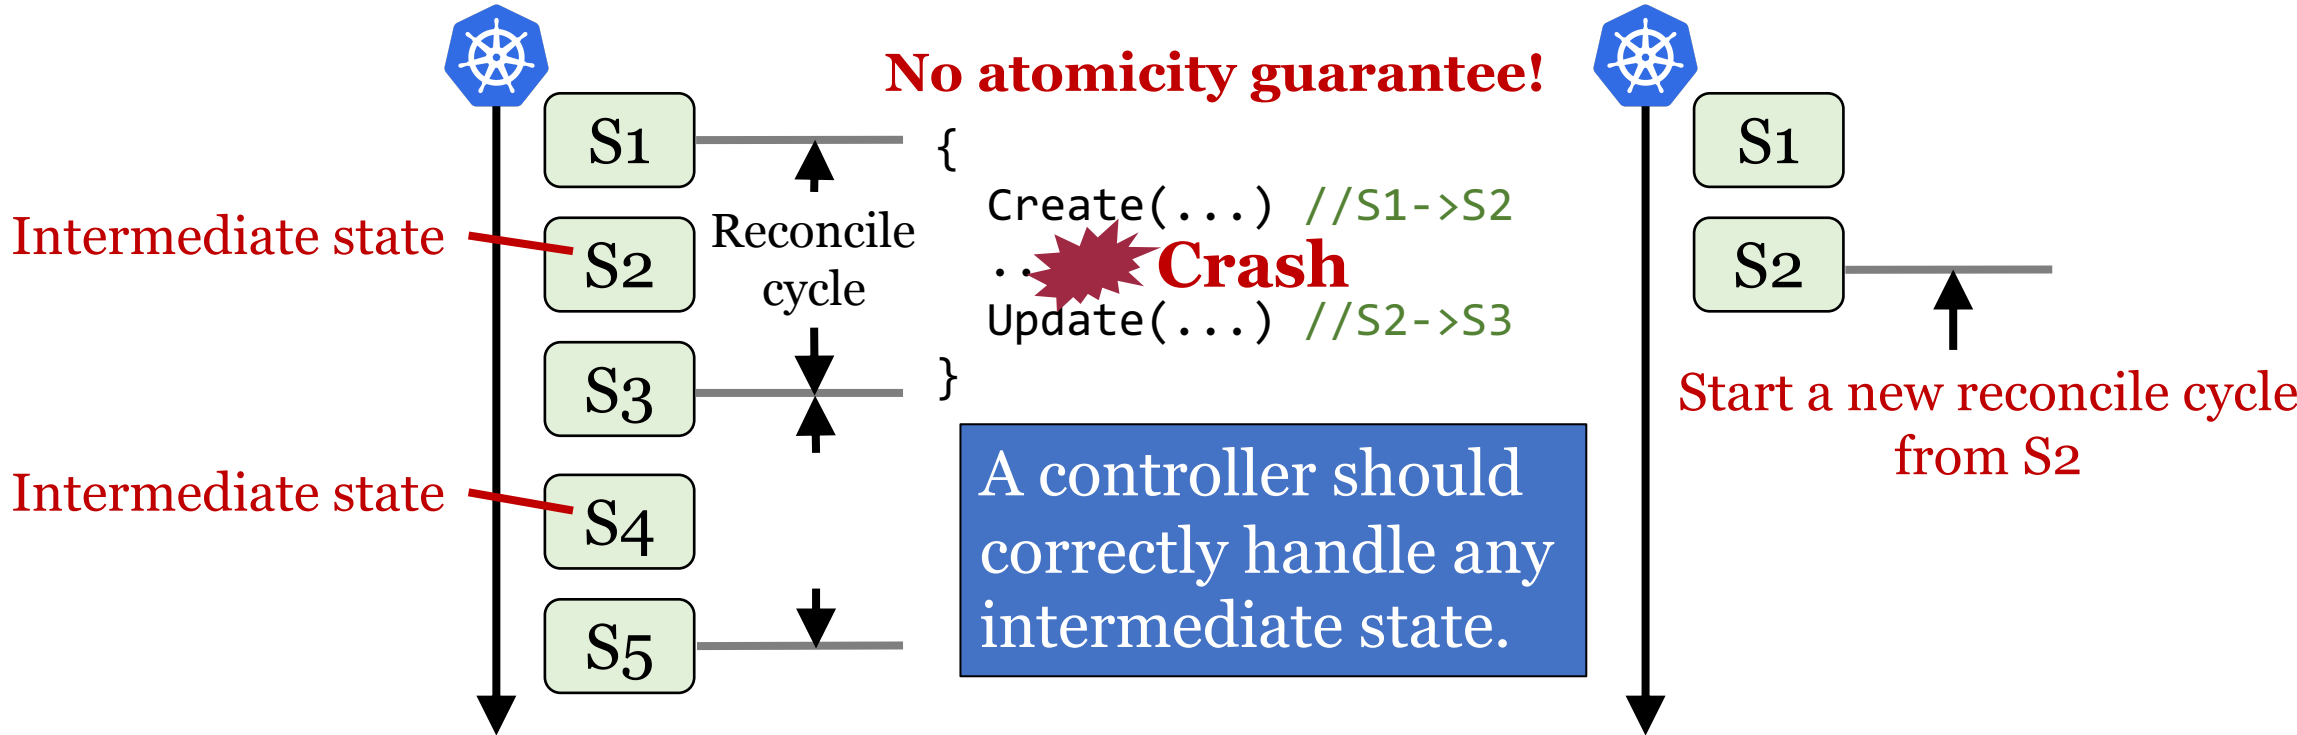 No atomicity guarantee!
S1
Intermediate state
S2
Reconcile
cycle
S3
Intermediate state
S4
S5
{
Create(...) //S1->S2
..
Crash
Update(...) //S2->S3
}
A controller should
correctly handle any
intermediate state.
S1
S2
Start a new reconcile cycle
from S2